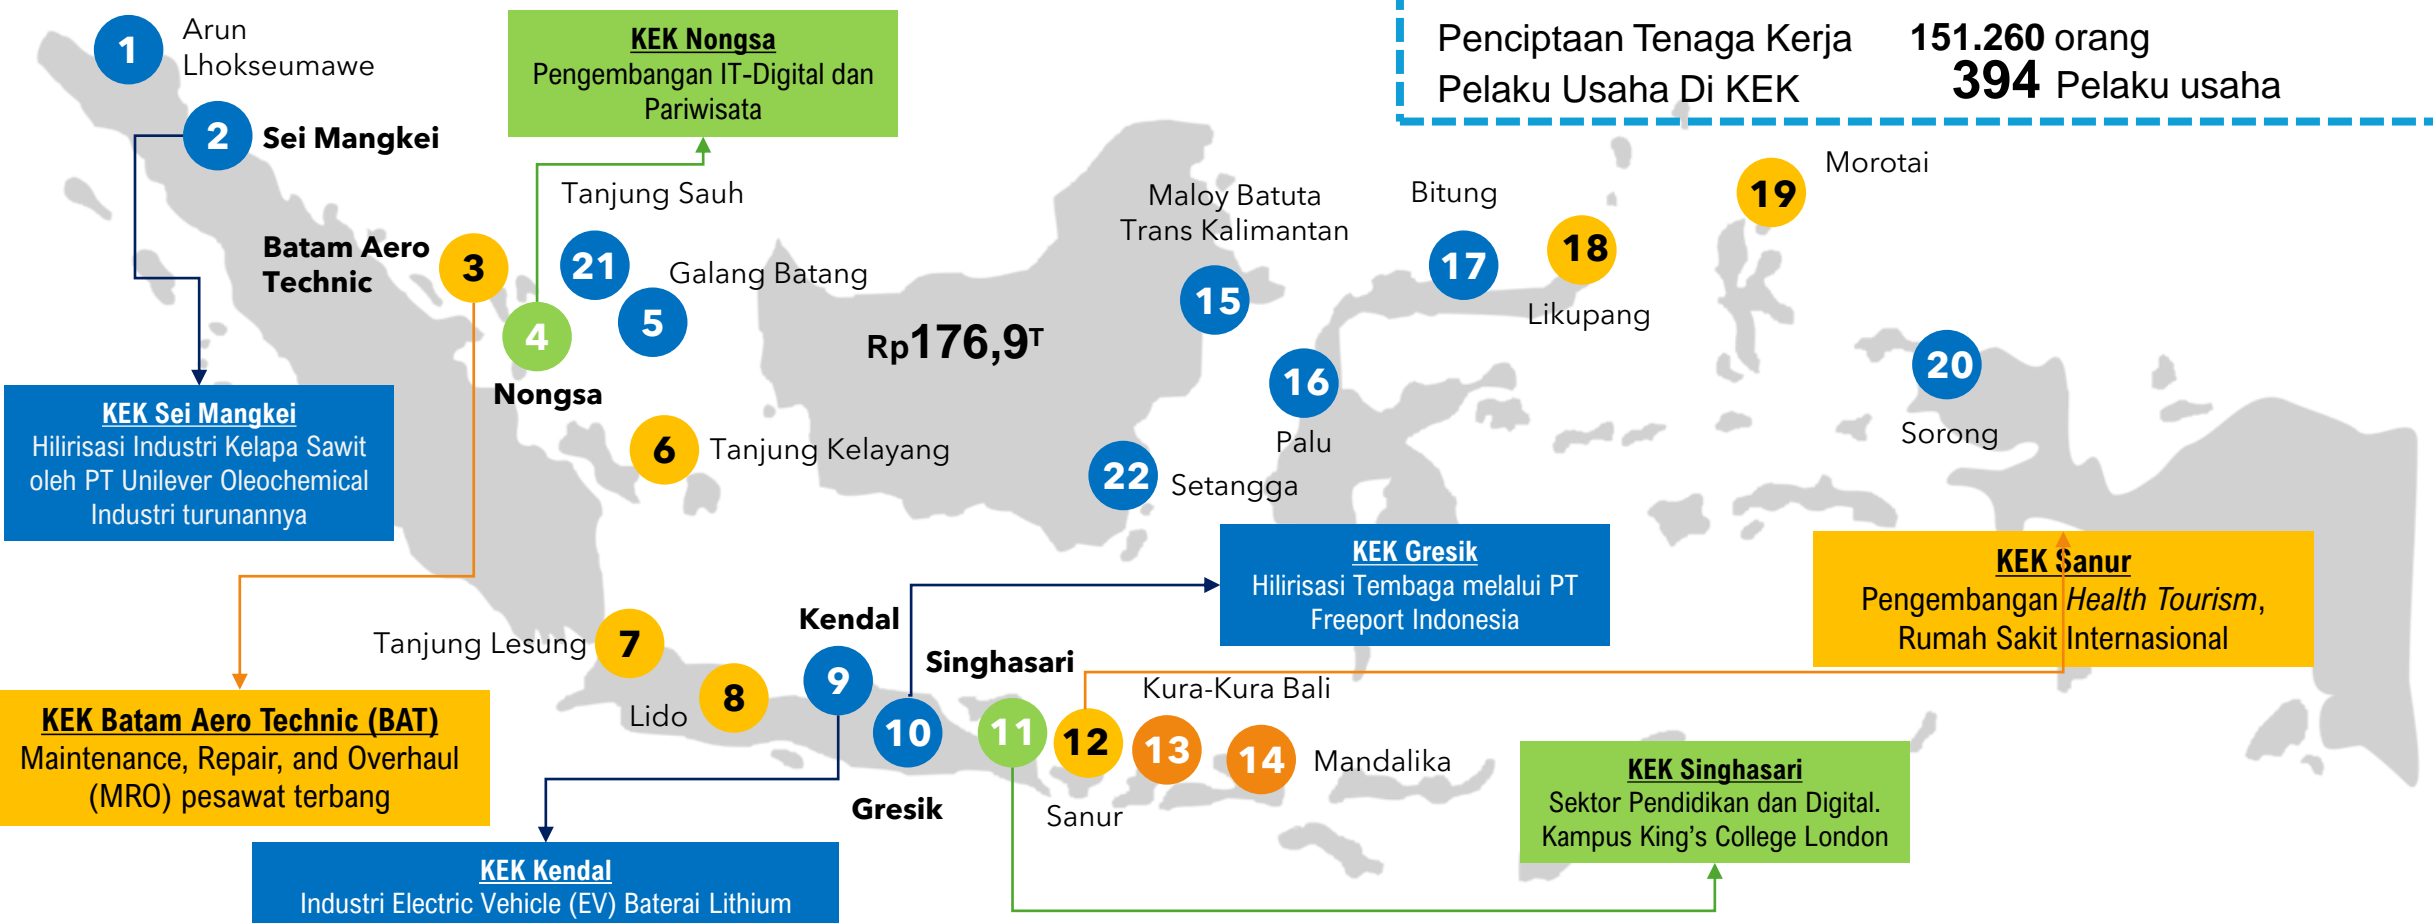 Penciptaan Tenaga Kerja 151.260 orang
Pelaku Usaha Di KEK 394 Pelaku usaha
1
Arun
Lhokseumawe
KEK Nongsa
Pengembangan IT-Digital dan
Pariwisata
2
Sei Mangkei
Tanjung Sauh
Maloy Batuta
Trans Kalimantan
Bitung
Morotai
19
Batam Aero
Technic
3
21
Galang Batang
15
17
18
Likupang
4
5
Rp176,9T
Nongsa
16
Palu
20
Sorong
KEK Sei Mangkei
Hilirisasi Industri Kelapa Sawit
oleh PT Unilever Oleochemical
Industri turunannya
6
Tanjung Kelayang
22
Setangga
KEK Gresik
Hilirisasi Tembaga melalui PT
Freeport Indonesia
KEK Sanur
Pengembangan Health Tourism,
Rumah Sakit Internasional
Tanjung Lesung
7
Lido
8
Kendal
9
Singhasari
10
Gresik
11
12
Sanur
Kura-Kura Bali
13
14
Mandalika
KEK Batam Aero Technic (BAT)
Maintenance, Repair, and Overhaul
(MRO) pesawat terbang
KEK Singhasari
Sektor Pendidikan dan Digital.
Kampus King’s College London
KEK Kendal
Industri Electric Vehicle (EV) Baterai Lithium